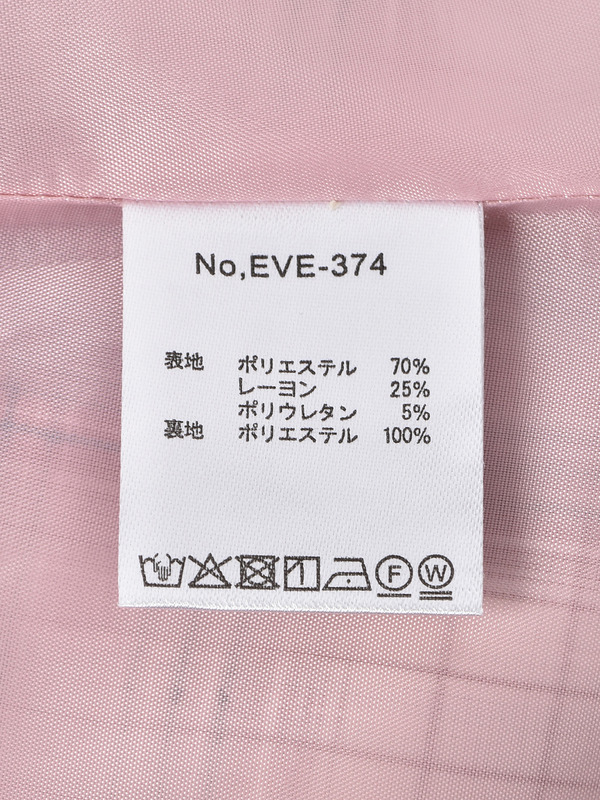 No,EVE-374
表地 ポリエステル 70%
レーヨン 25%
ポリウレタン 5%
裏地 ポリエステル 100%
F W